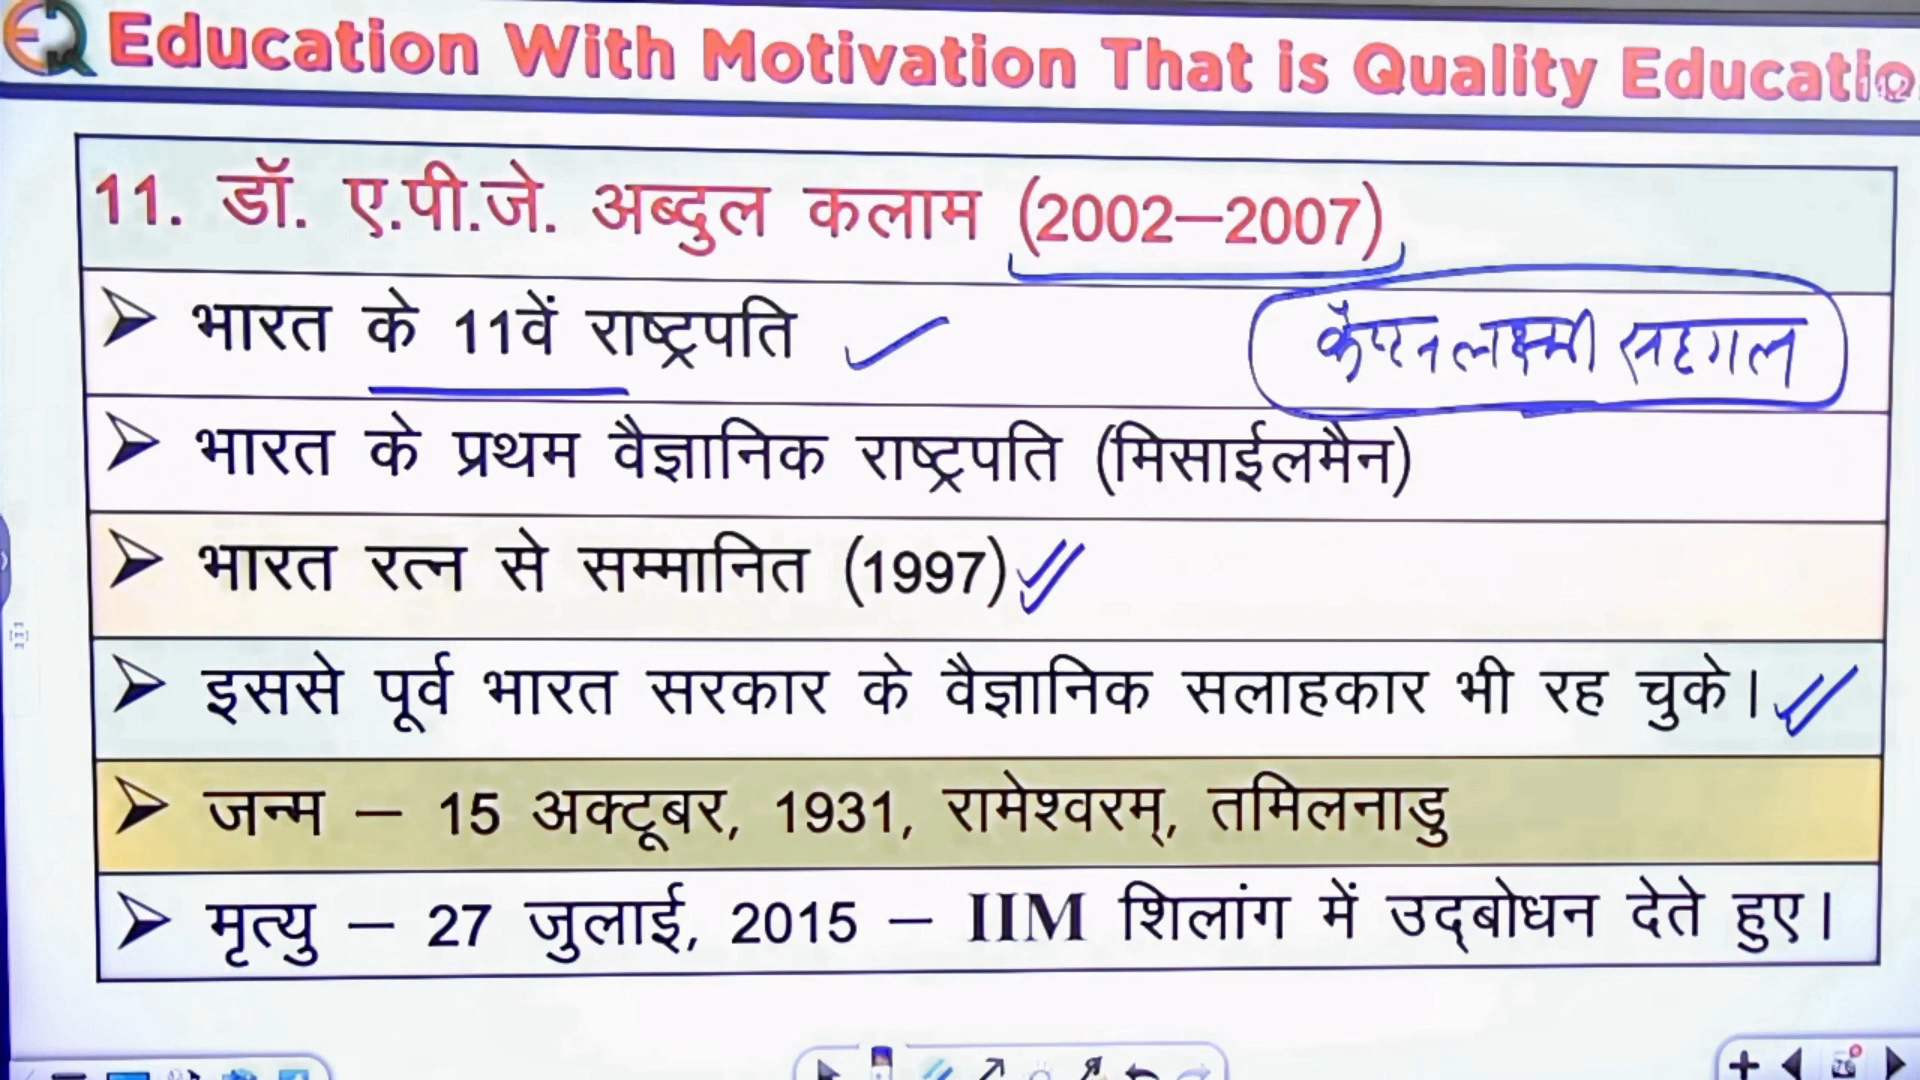 Education With Motivation That is Quality Educatio
11. डॉ. ए.पी.जे. अब्दुल कलाम (2002–2007)
➢ भारत के 11वें राष्ट्रपति
कैप्टन लक्ष्मी सहगल
➢ भारत के प्रथम वैज्ञानिक राष्ट्रपति (मिसाईलमैन)
➢ भारत रत्न से सम्मानित (1997)
➢ इससे पूर्व भारत सरकार के वैज्ञानिक सलाहकार भी रह चुके।
➢ जन्म – 15 अक्टूबर, 1931, रामेश्वरम्, तमिलनाडु
➢ मृत्यु – 27 जुलाई, 2015 – IIM शिलांग में उद्‌बोधन देते हुए।
76